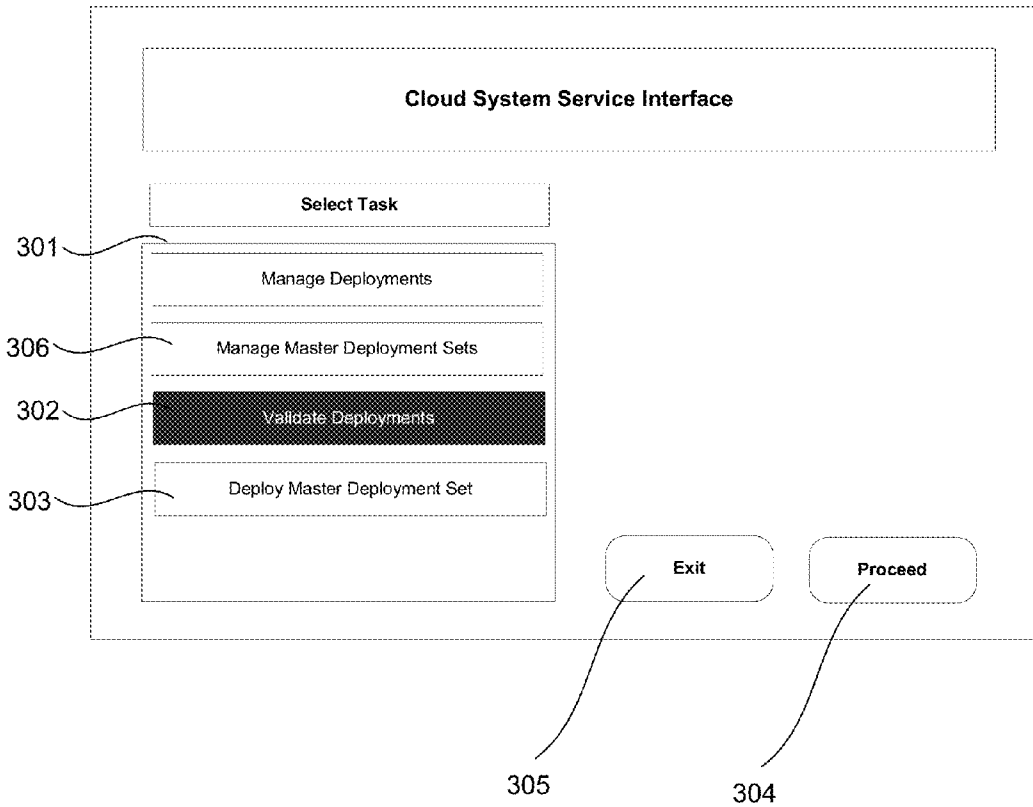 Cloud System Service Interface
Select Task
301
Manage Deployments
306
Manage Master Deployment Sets
302
Validate Deployments
303
Deploy Master Deployment Set
Exit
Proceed
305
304